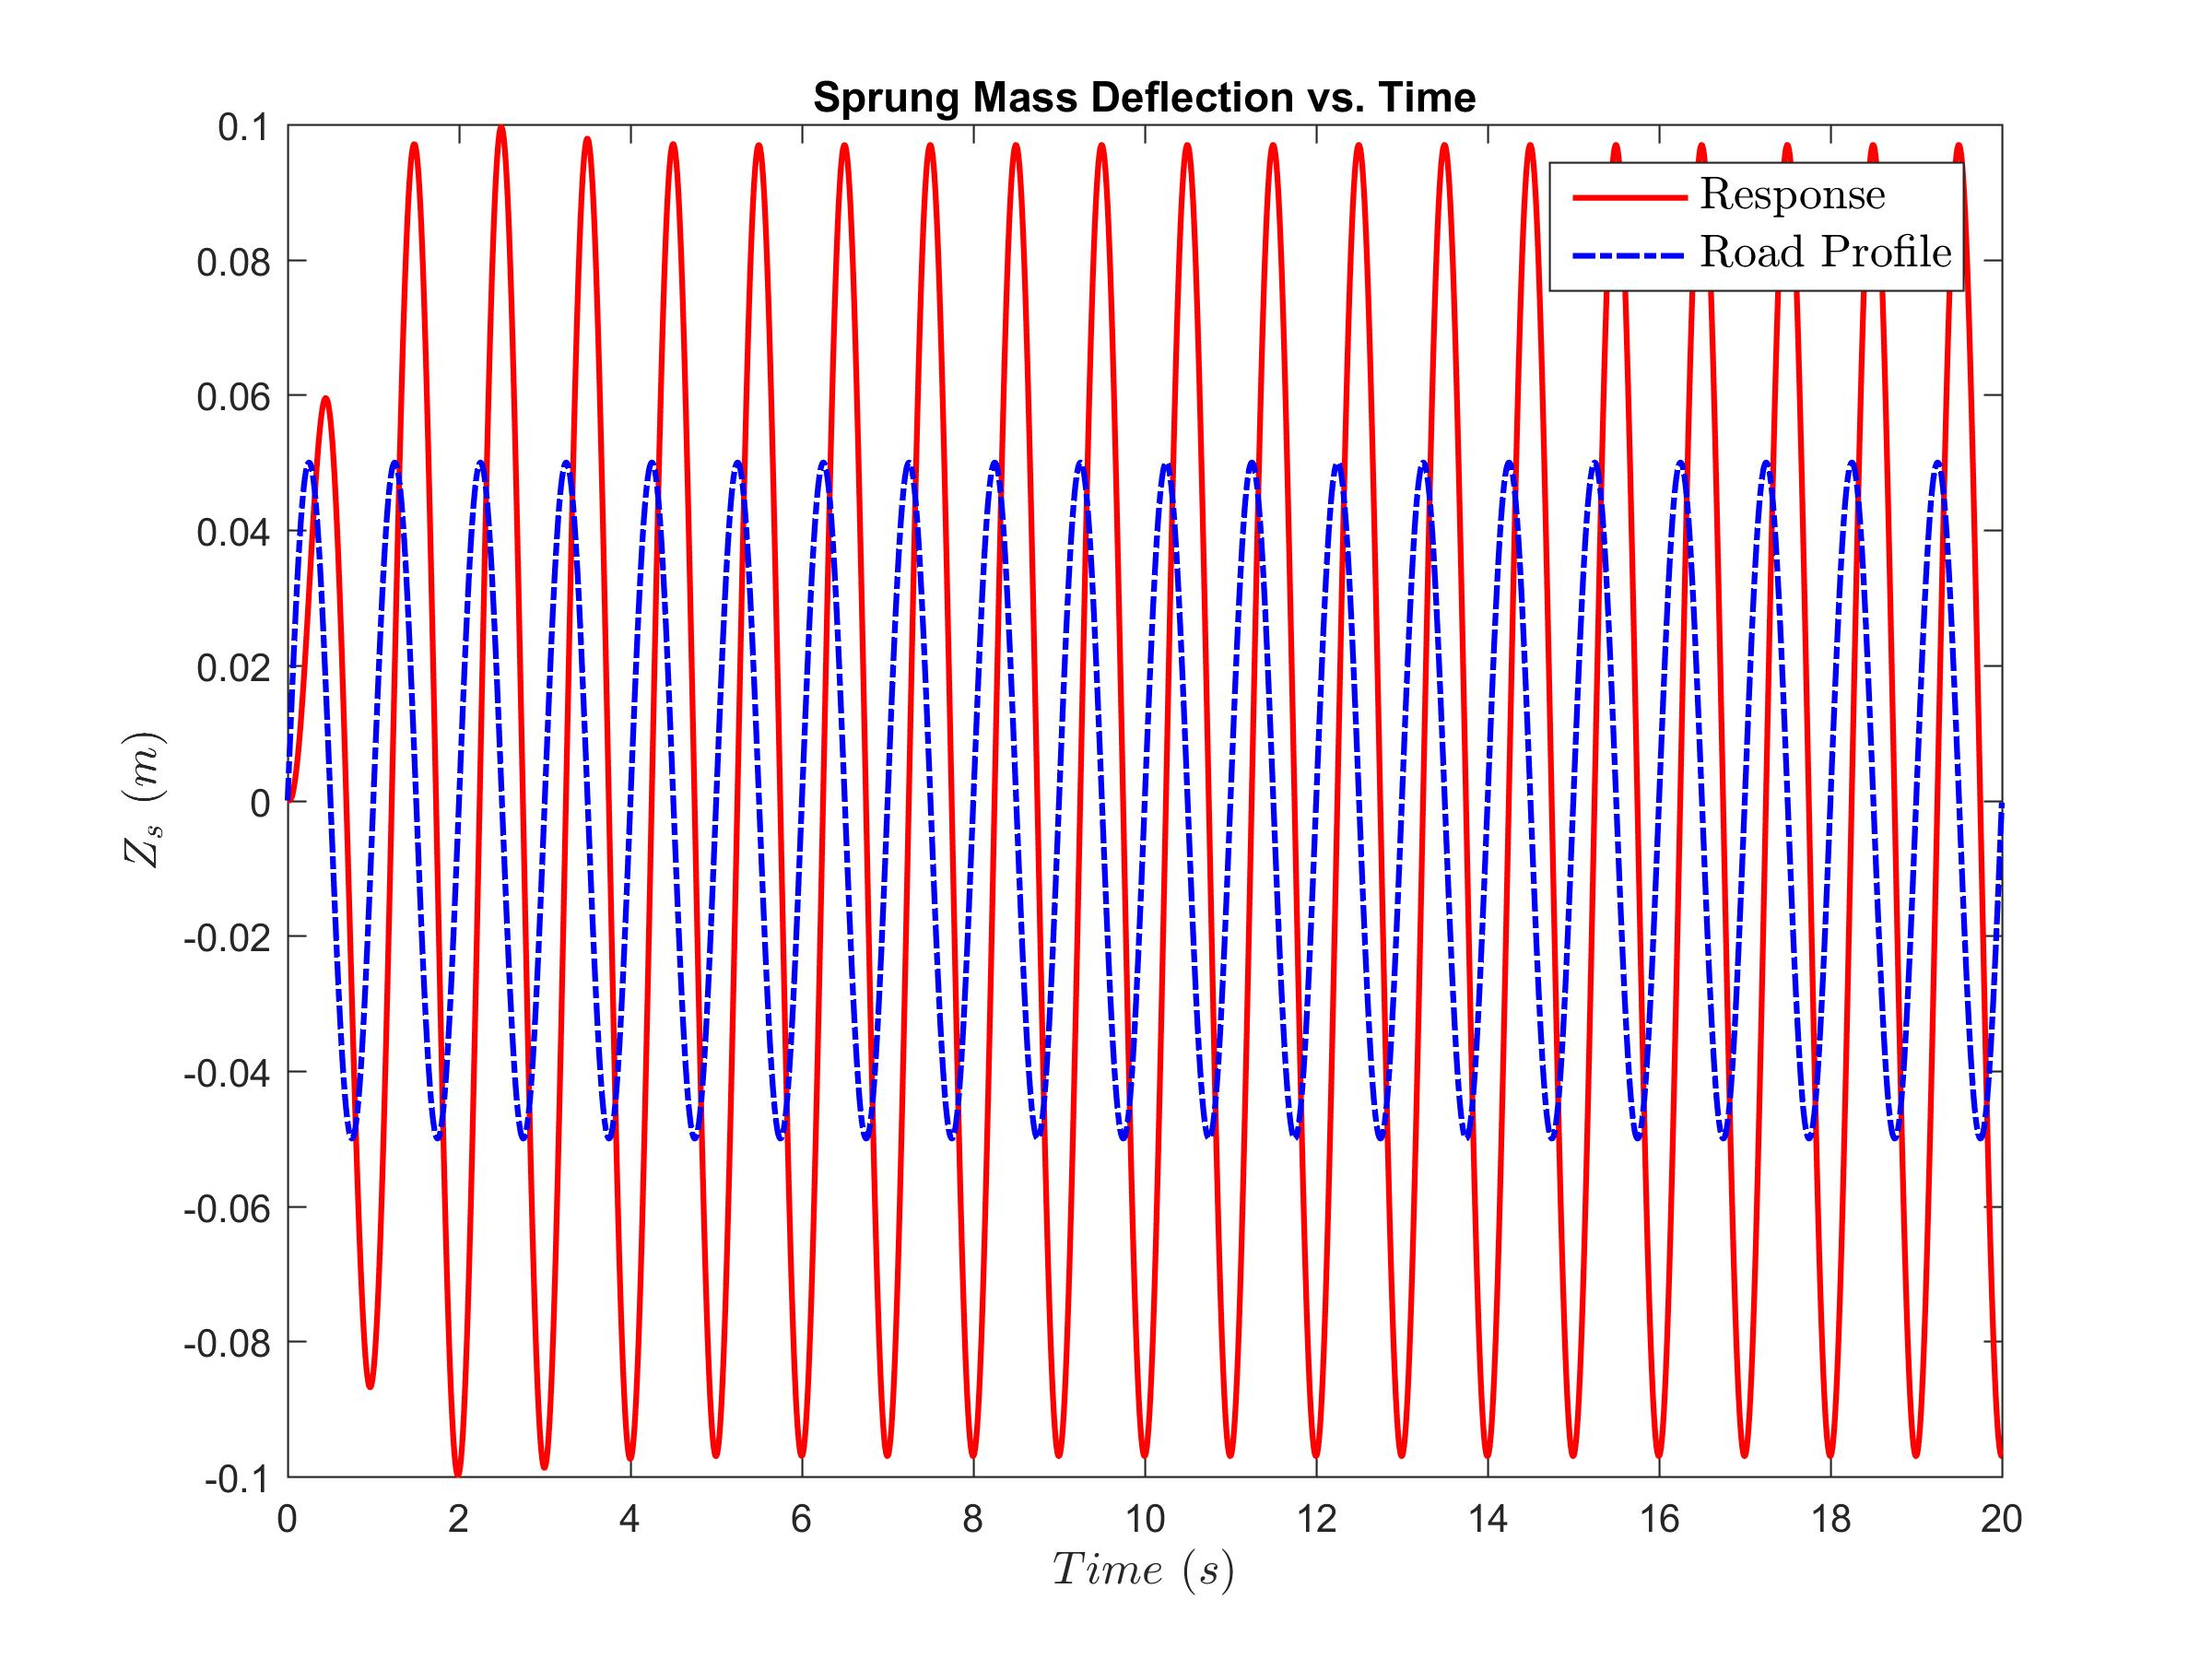 Sprung Mass Deflection vs. Time
0.1
0.08
0.06
0.04
0.02
0
-0.02
-0.04
-0.06
-0.08
-0.1
Z_s (m)
Response
Road Profile
0 2 4 6 8 10 12 14 16 18 20
Time (s)